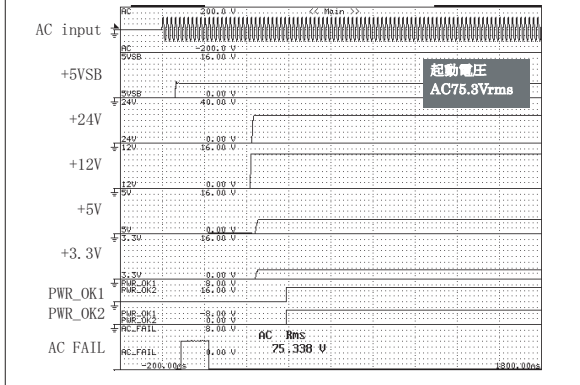 AC 200.0 V << Main >>
AC input
AC -200.0 V
5VSB 16.00 V
起動電圧
AC75.3Vrms
+5VSB
5VSB 0.00 V
24V 40.00 V
+24V
24V 0.00 V
12V 16.00 V
+12V
12V 0.00 V
5V 16.00 V
+5V
5V 0.00 V
3.3V 16.00 V
+3.3V
3.3V 0.00 V
PWR_OK1 8.00 V
PWR_OK2 16.00 V
PWR_OK1
PWR_OK2
PWR_OK1 -8.00 V
PWR_OK2 0.00 V
AC_FAIL 8.00 V
AC Rms
75.338 V
AC FAIL
AC_FAIL 0.00 V
-200.00ms 1800.00ms